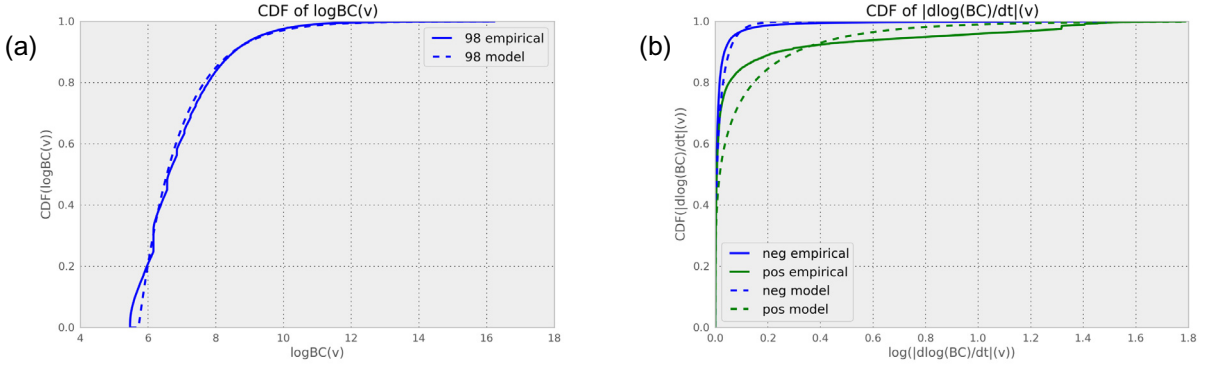 (a)
CDF of logBC(v)
98 empirical
98 model
CDF(logBC(v))
1.0
0.8
0.6
0.4
0.2
0.0
4 6 8 10 12 14 16 18
logBC(v)
(b)
CDF of |dlog(BC)/dt|(v)
CDF(|dlog(BC)/dt|(v))
1.0
0.8
0.6
0.4
0.2
0.0
neg empirical
pos empirical
neg model
pos model
0.0 0.2 0.4 0.6 0.8 1.0 1.2 1.4 1.6 1.8
log(|dlog(BC)/dt|(v))